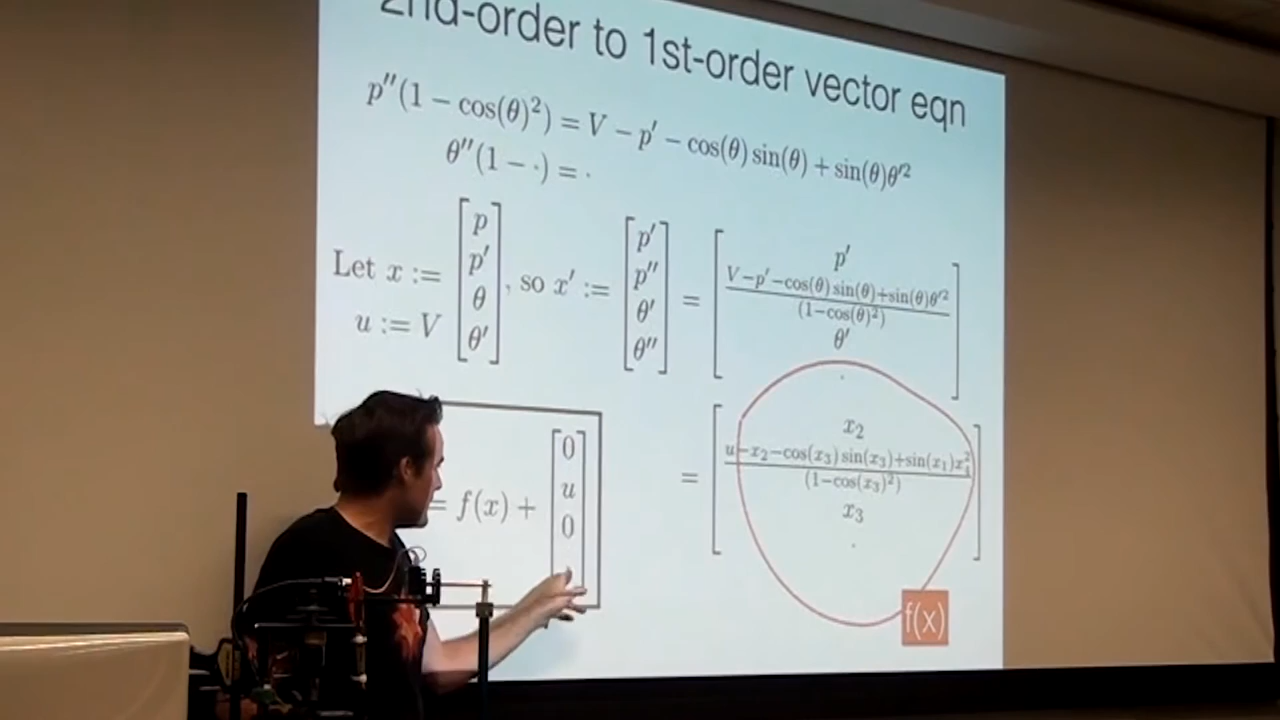 2nd-order to 1st-order vector eqn
p″(1 − cos(θ)²) = V − p′ − cos(θ) sin(θ) + sin(θ)θ′²
θ″(1 − ·) = ·
Let x := [p p′ θ θ′], so x′ := [p′ p″ θ′ θ″] = [p′ (V−p′−cos(θ) sin(θ)+sin(θ)θ′²)/(1−cos(θ)²) θ′ ·]
u := V
= f(x) + [0 u 0
= [x₂ (u−x₂−cos(x₃) sin(x₃)+sin(x₁)x₄²)/(1−cos(x₃)²) x₃ ·]
f(x)